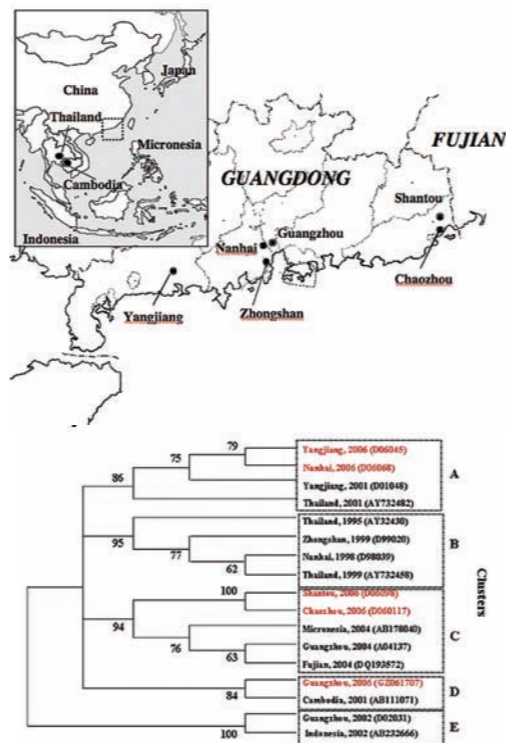 China
Japan
Thailand
Micronesia
Cambodia
Indonesia
FUJIAN
GUANGDONG
Shantou
Guangzhou
Nanhai
Chaozhou
Yangjiang
Zhongshan
79
75
86
Yangjiang, 2006 (D06045)
Nanhai, 2006 (D06068)
Yangjiang, 2001 (D01048)
Thailand, 2001 (AY732482)
A
95
77
62
Thailand, 1995 (AY32430)
Zhongshan, 1999 (D99020)
Nanhai, 1998 (D98039)
Thailand, 1999 (AY732458)
B
100
94
76
63
Shantou, 2006 (D06098)
Chaozhou, 2006 (D060117)
Micronesia, 2004 (AB178040)
Guangzhou, 2004 (A04137)
Fujian, 2004 (DQ193572)
C
84
Guangzhou, 2006 (GZ061707)
Cambodia, 2001 (AB111071)
D
100
Guangzhou, 2002 (D02031)
Indonesia, 2002 (AB232666)
E
Clusters